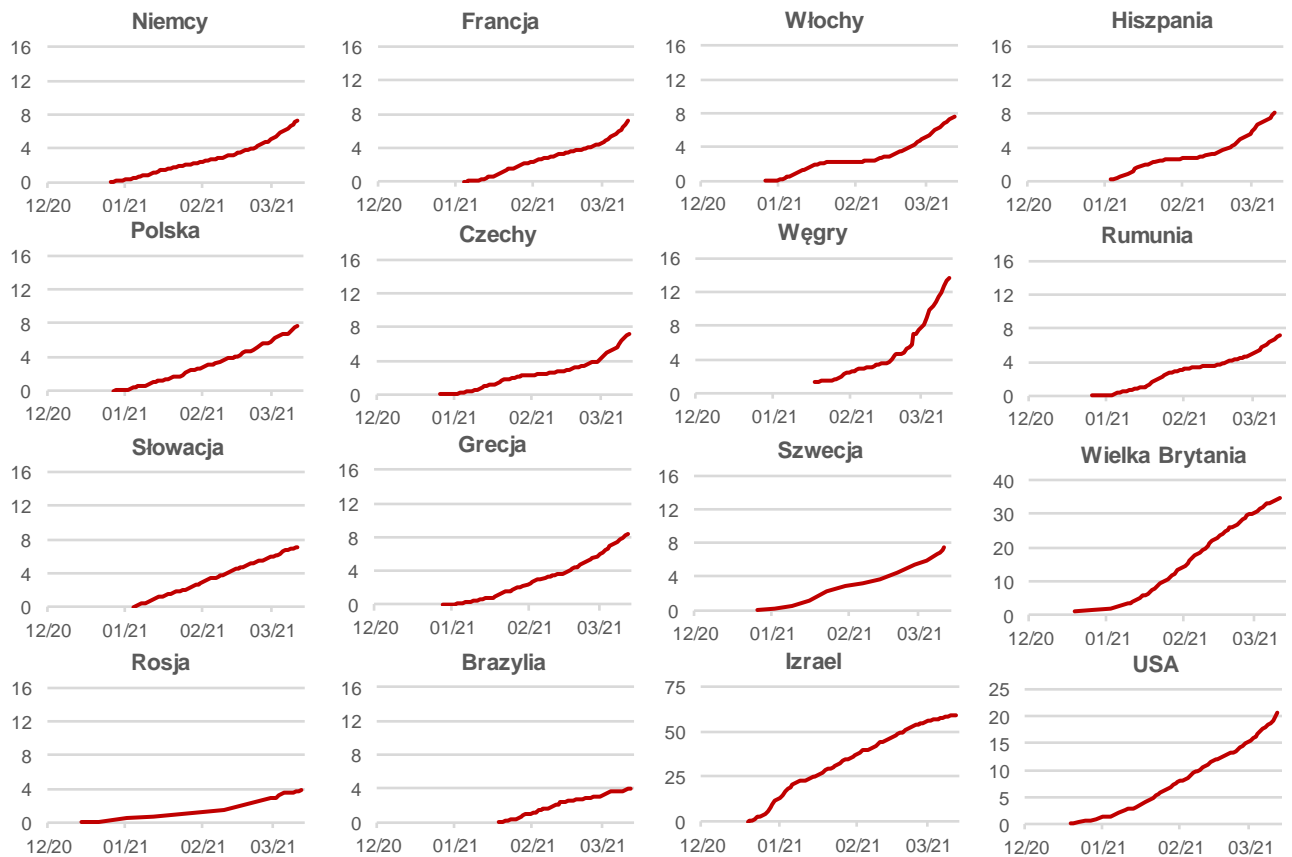 Niemcy
16
12
8
4
0
12/20 01/21 02/21 03/21
Francja
16
12
8
4
0
12/20 01/21 02/21 03/21
Włochy
16
12
8
4
0
12/20 01/21 02/21 03/21
Hiszpania
16
12
8
4
0
12/20 01/21 02/21 03/21
Polska
16
12
8
4
0
12/20 01/21 02/21 03/21
Czechy
16
12
8
4
0
12/20 01/21 02/21 03/21
Węgry
16
12
8
4
0
12/20 01/21 02/21 03/21
Rumunia
16
12
8
4
0
12/20 01/21 02/21 03/21
Słowacja
16
12
8
4
0
12/20 01/21 02/21 03/21
Grecja
16
12
8
4
0
12/20 01/21 02/21 03/21
Szwecja
16
12
8
4
0
12/20 01/21 02/21 03/21
Wielka Brytania
40
30
20
10
0
12/20 01/21 02/21 03/21
Rosja
16
12
8
4
0
12/20 01/21 02/21 03/21
Brazylia
16
12
8
4
0
12/20 01/21 02/21 03/21
Izrael
75
50
25
0
12/20 01/21 02/21 03/21
USA
25
20
15
10
5
0
12/20 01/21 02/21 03/21